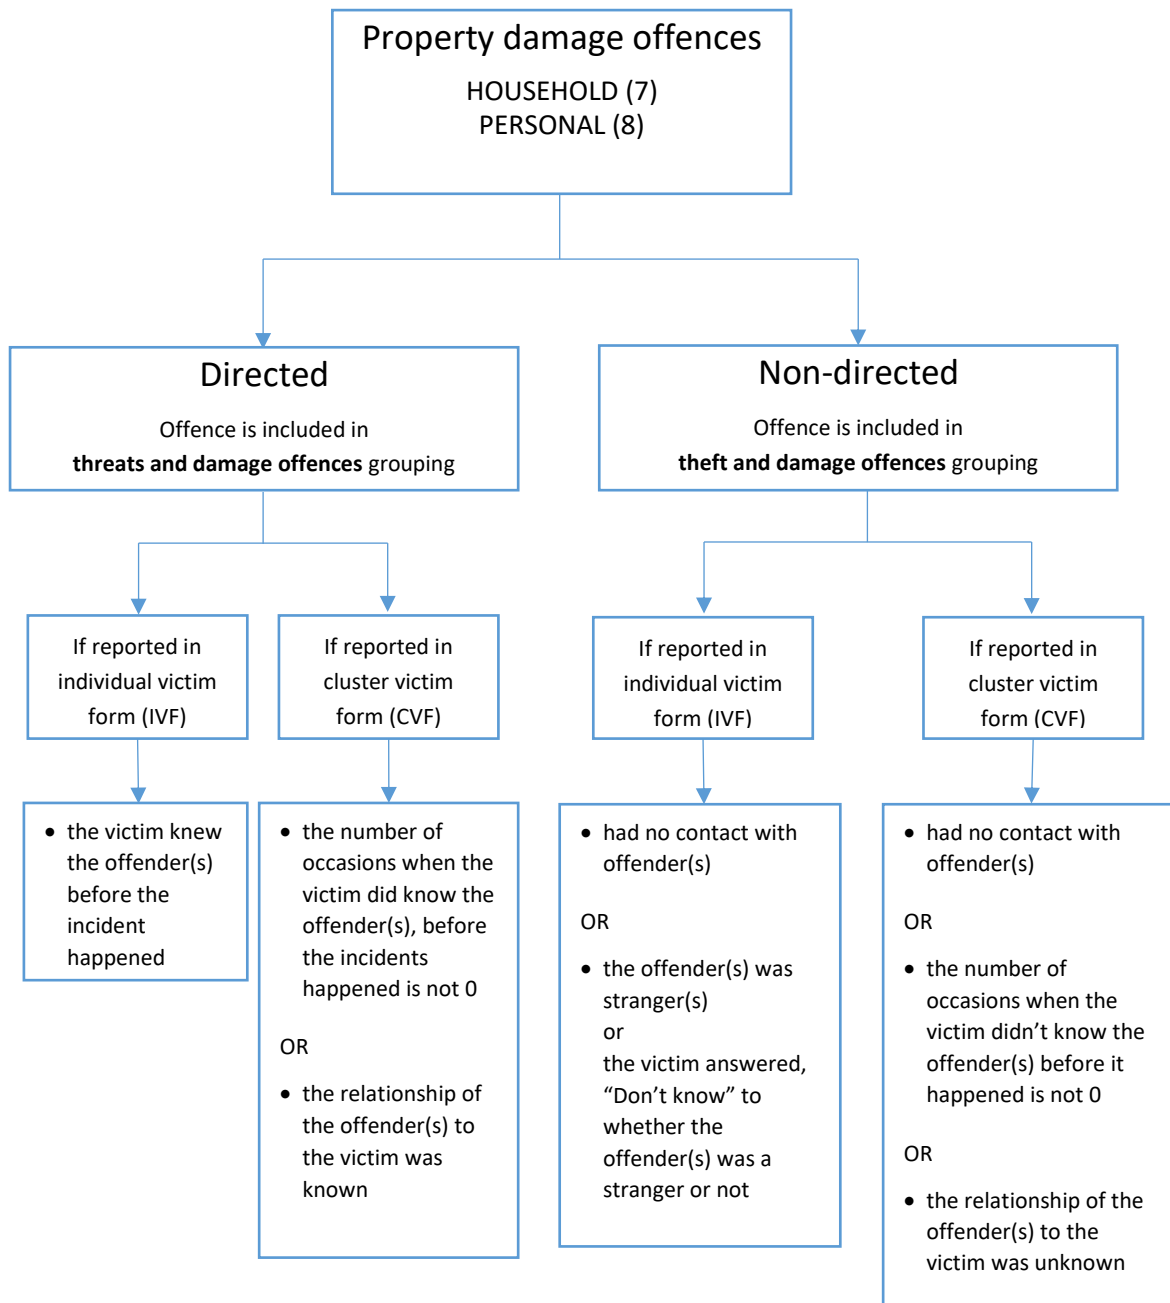 Property damage offences
HOUSEHOLD (7)
PERSONAL (8)
Directed
Offence is included in
threats and damage offences grouping
Non-directed
Offence is included in
theft and damage offences grouping
If reported in
individual victim
form (IVF)
If reported in
cluster victim
form (CVF)
If reported in
individual victim
form (IVF)
If reported in
cluster victim
form (CVF)
• the victim knew
the offender(s)
before the
incident
happened
• the number of
occasions when the
victim did know the
offender(s), before
the incidents
happened is not 0
OR
• the relationship of
the offender(s) to
the victim was
known
• had no contact with
offender(s)
OR
• the offender(s) was
stranger(s)
or
the victim answered,
“Don’t know” to
whether the
offender(s) was a
stranger or not
• had no contact with
offender(s)
OR
• the number of
occasions when the
victim didn’t know the
offender(s) before it
happened is not 0
OR
• the relationship of the
offender(s) to the
victim was unknown